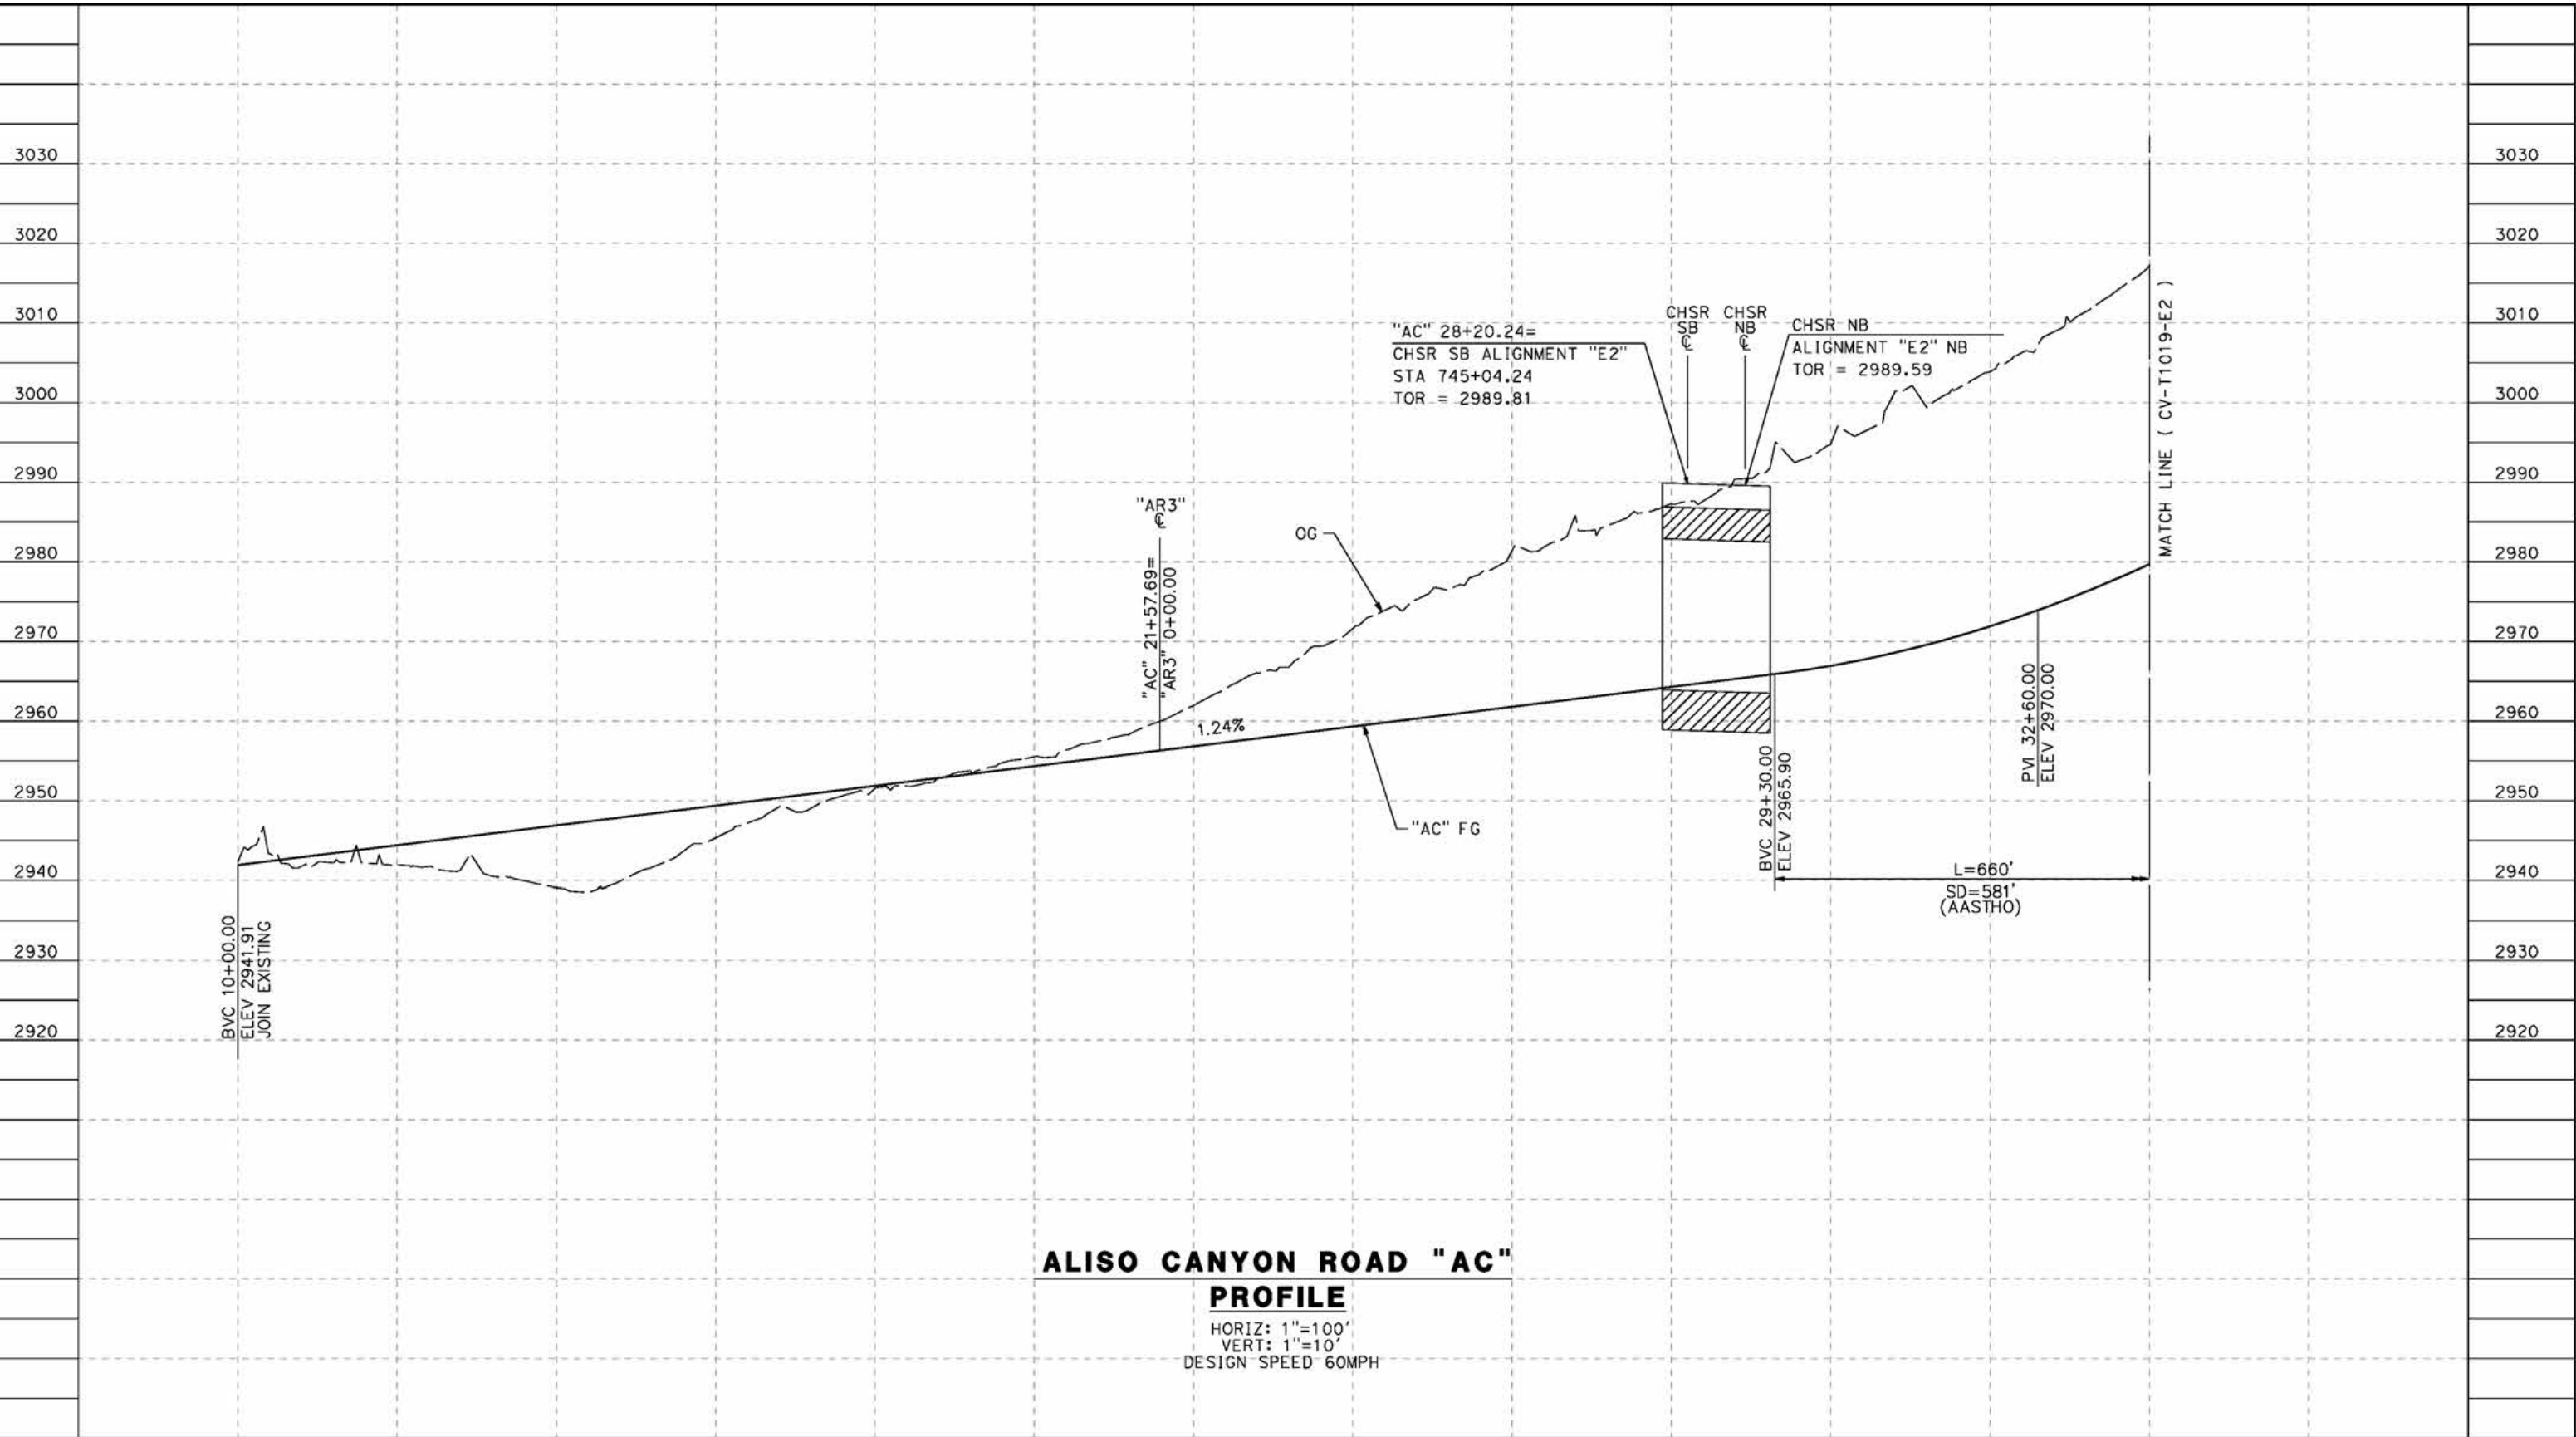 3030
3020
3010
3000
2990
2980
2970
2960
2950
2940
2930
2920
BVC 10+00.00
ELEV 2941.91
JOIN EXISTING
"AR3"
℄
"AC" 21+57.69=
"AR3" 0+00.00
1.24%
OG
"AC" FG
"AC" 28+20.24=
CHSR SB ALIGNMENT "E2"
STA 745+04.24
TOR = 2989.81
CHSR
SB
℄
CHSR
NB
℄
CHSR NB
ALIGNMENT "E2" NB
TOR = 2989.59
BVC 29+30.00
ELEV 2965.90
PVI 32+60.00
ELEV 2970.00
L=660'
SD=581'
(AASTHO)
MATCH LINE ( CV-T1019-E2 )
3030
3020
3010
3000
2990
2980
2970
2960
2950
2940
2930
2920
ALISO CANYON ROAD "AC"
PROFILE
HORIZ: 1"=100'
VERT: 1"=10'
DESIGN SPEED 60MPH